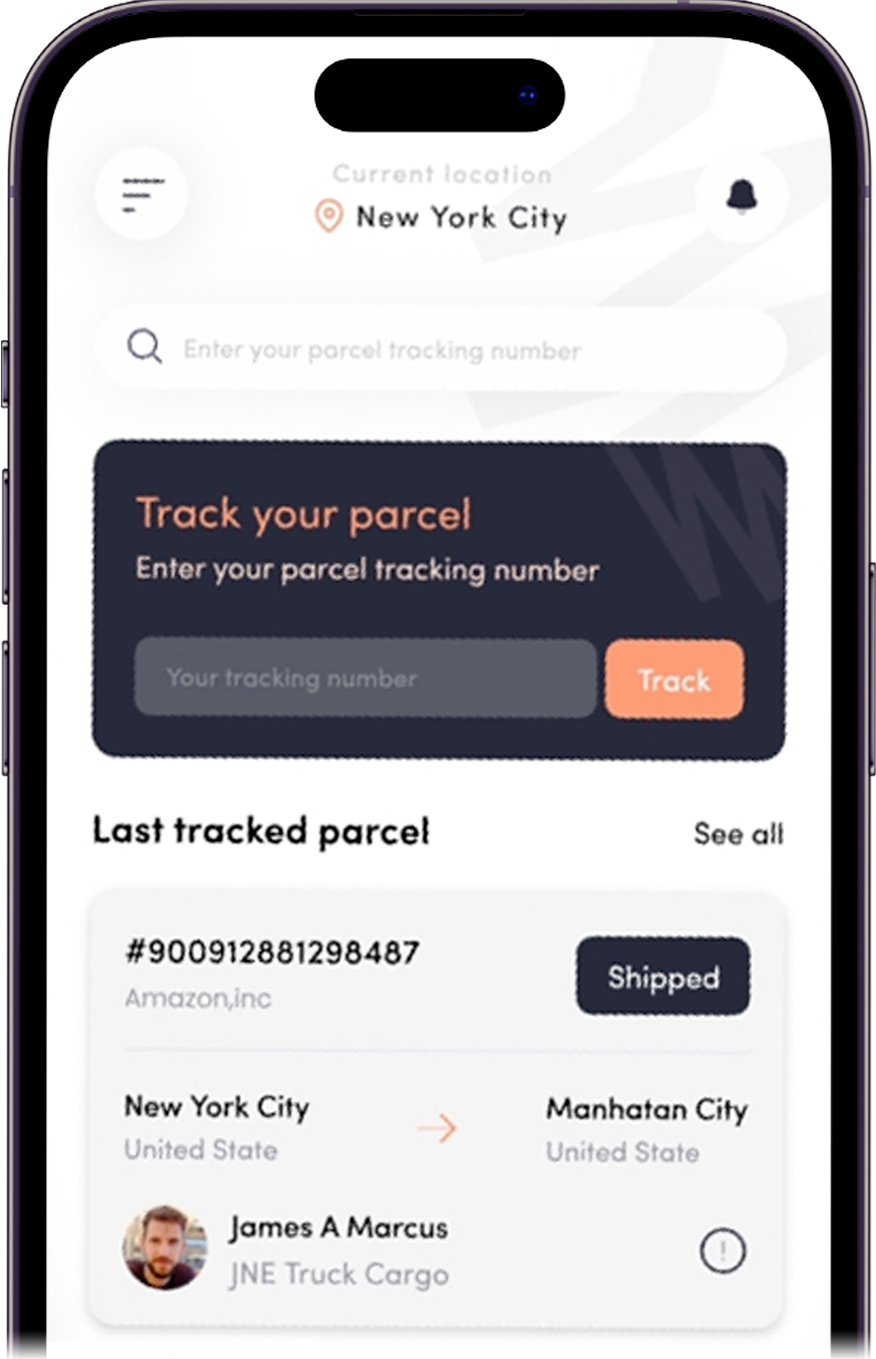 Current location
New York City
Enter your parcel tracking number
Track your parcel
Enter your parcel tracking number
Your tracking number
Track
Last tracked parcel
See all
#900912881298487
Shipped
Amazon,inc
New York City
Manhatan City
United State
United State
James A Marcus
JNE Truck Cargo